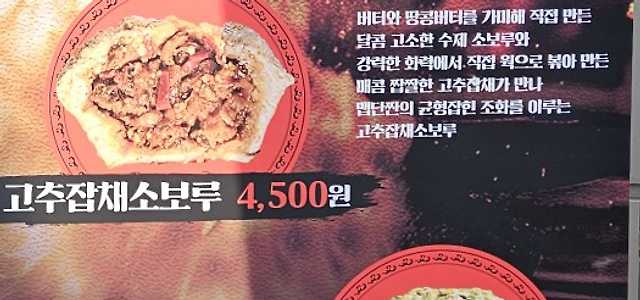 버터와 땅콩버터를 가미해 직접 만든
달콤 고소한 수제 소보루와
강력한 화력에서 직접 웍으로 볶아 만든
매콤 짭짤한 고추잡채가 만나
맵단짠의 균형잡힌 조화를 이루는
고추잡채소보루
고추잡채소보루 4,500원